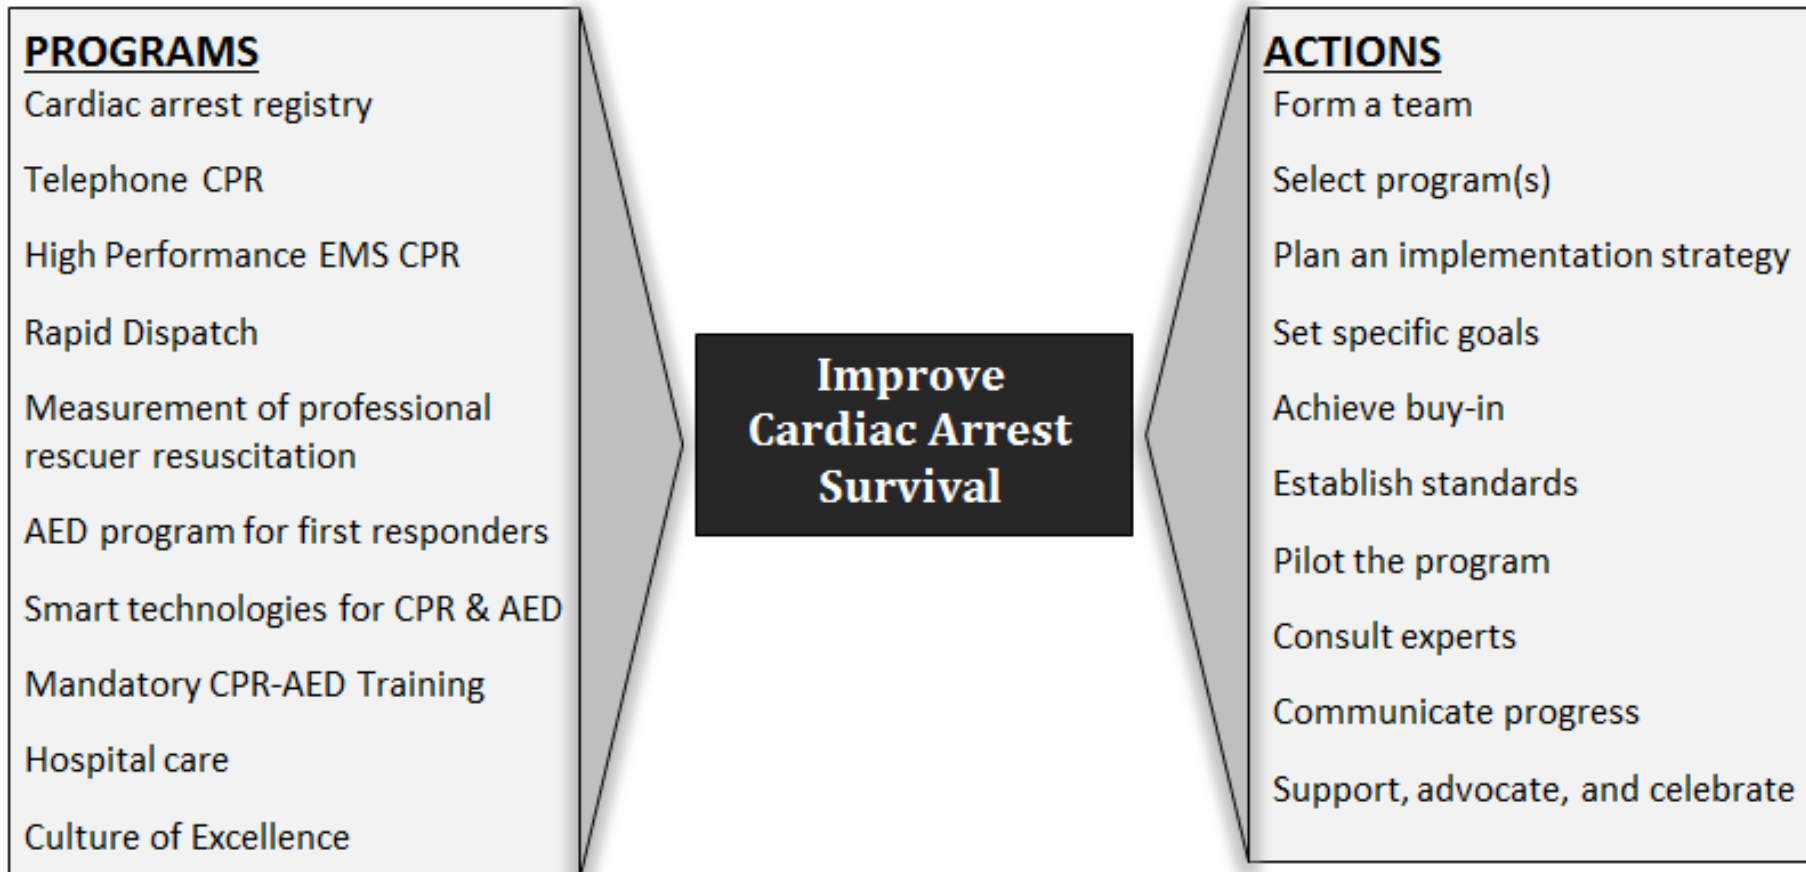 PROGRAMS
Cardiac arrest registry
Telephone CPR
High Performance EMS CPR
Rapid Dispatch
Measurement of professional
rescuer resuscitation
AED program for first responders
Smart technologies for CPR & AED
Mandatory CPR-AED Training
Hospital care
Culture of Excellence
Improve
Cardiac Arrest
Survival
ACTIONS
Form a team
Select program(s)
Plan an implementation strategy
Set specific goals
Achieve buy-in
Establish standards
Pilot the program
Consult experts
Communicate progress
Support, advocate, and celebrate